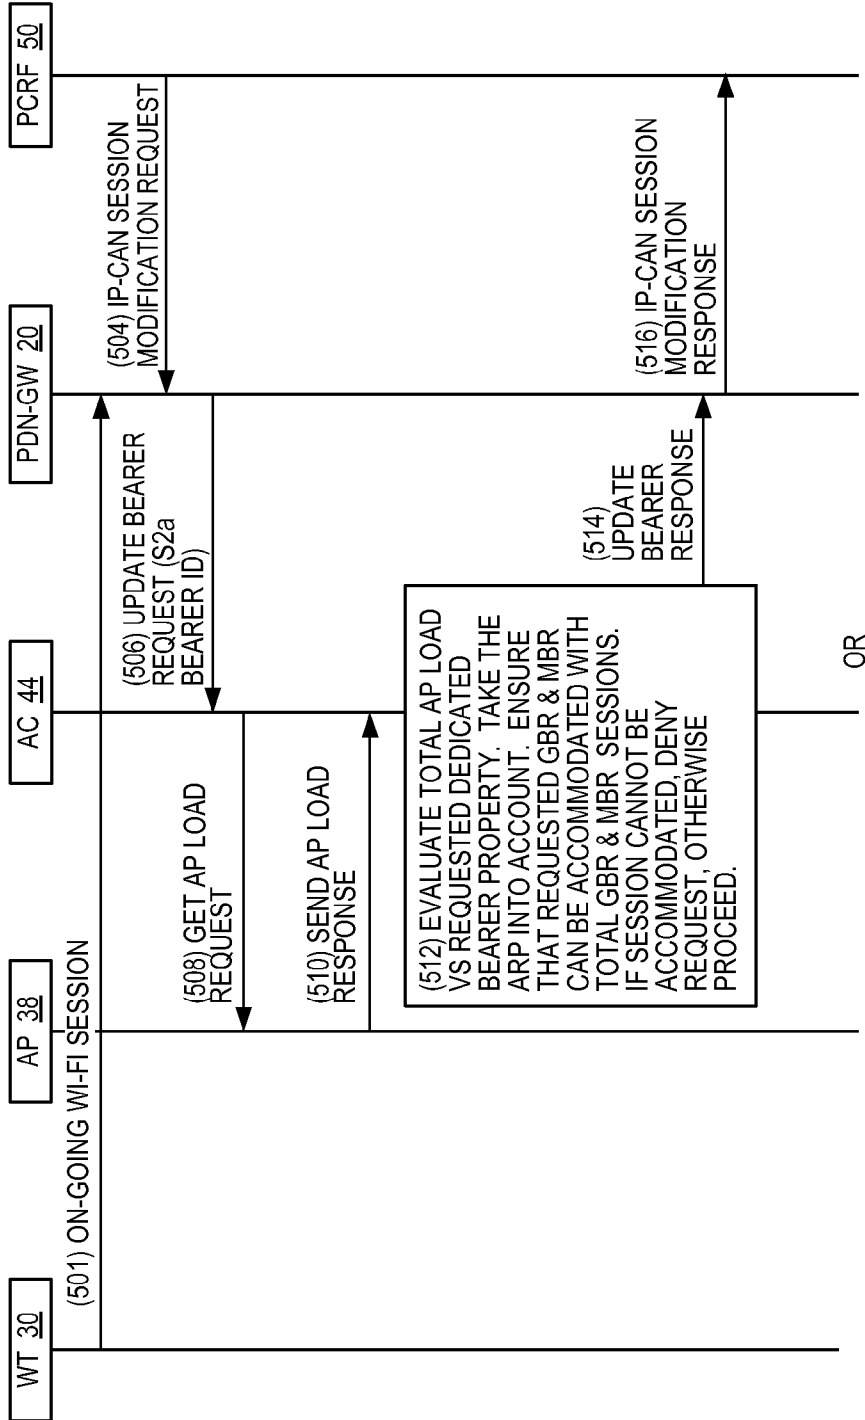 WT 30
AP 38
AC 44
PDN-GW 20
PCRF 50
(501) ON-GOING WI-FI SESSION
(504) IP-CAN SESSION
MODIFICATION REQUEST
(506) UPDATE BEARER
REQUEST (S2a
BEARER ID)
(508) GET AP LOAD
REQUEST
(510) SEND AP LOAD
RESPONSE
(512) EVALUATE TOTAL AP LOAD
VS REQUESTED DEDICATED
BEARER PROPERTY. TAKE THE
ARP INTO ACCOUNT. ENSURE
THAT REQUESTED GBR & MBR
CAN BE ACCOMMODATED WITH
TOTAL GBR & MBR SESSIONS.
IF SESSION CANNOT BE
ACCOMMODATED, DENY
REQUEST, OTHERWISE
PROCEED.
(514)
UPDATE
BEARER
RESPONSE
(516) IP-CAN SESSION
MODIFICATION
RESPONSE
OR